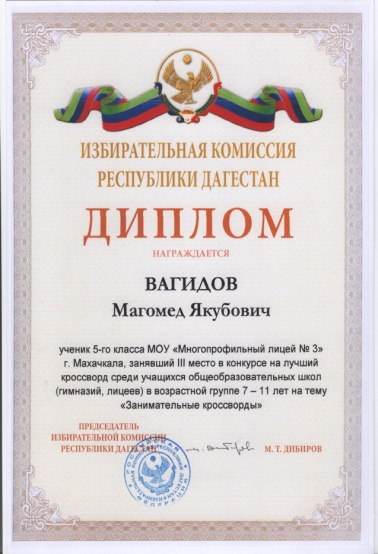 ИЗБИРАТЕЛЬНАЯ КОМИССИЯ
РЕСПУБЛИКИ ДАГЕСТАН
ДИПЛОМ
НАГРАЖДАЕТСЯ
ВАГИДОВ
Магомед Якубович
ученик 5-го класса МОУ «Многопрофильный лицей № 3»
г. Махачкала, занявший III место в конкурсе на лучший
кроссворд среди учащихся общеобразовательных школ
(гимназий, лицеев) в возрастной группе 7 – 11 лет на тему
«Занимательные кроссворды»
ПРЕДСЕДАТЕЛЬ
ИЗБИРАТЕЛЬНОЙ КОМИССИИ
РЕСПУБЛИКИ ДАГЕСТАН М. Т. ДИБИРОВ